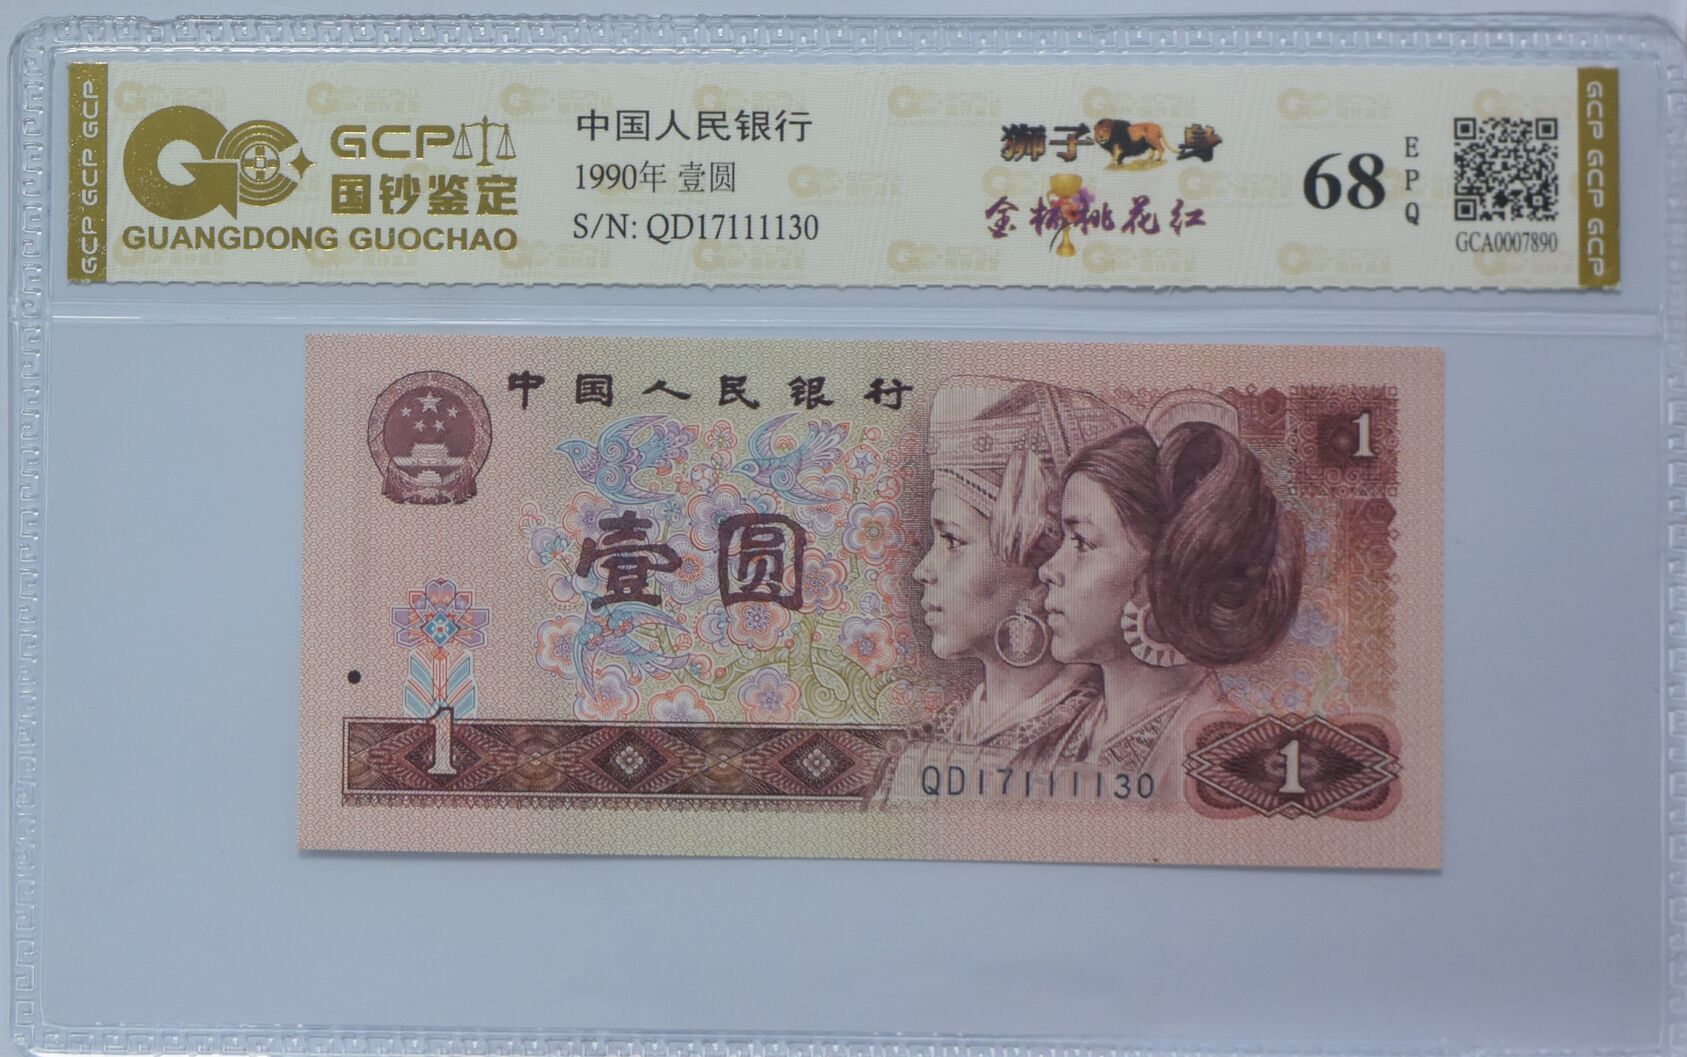 GCP GCP GCP
GCP
国钞鉴定
GUANGDONG GUOCHAO
中国人民银行
1990年 壹圆
S/N: QD17111130
狮子身
金杯桃花红
68
EPQ
GCA0007890
GCP GCP GCP
中国人民银行
1
壹圆
1
QD17111130
1